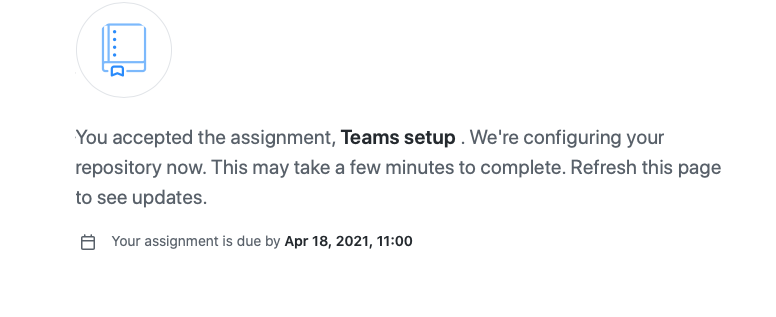 You accepted the assignment, Teams setup . We're configuring your
repository now. This may take a few minutes to complete. Refresh this page
to see updates.
Your assignment is due by Apr 18, 2021, 11:00